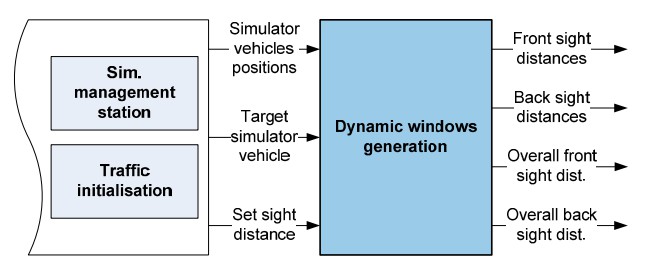 Sim.
management
station
Traffic
initialisation
Simulator
vehicles
positions
Target
simulator
vehicle
Set sight
distance
Dynamic windows
generation
Front sight
distances
Back sight
distances
Overall front
sight dist.
Overall back
sight dist.